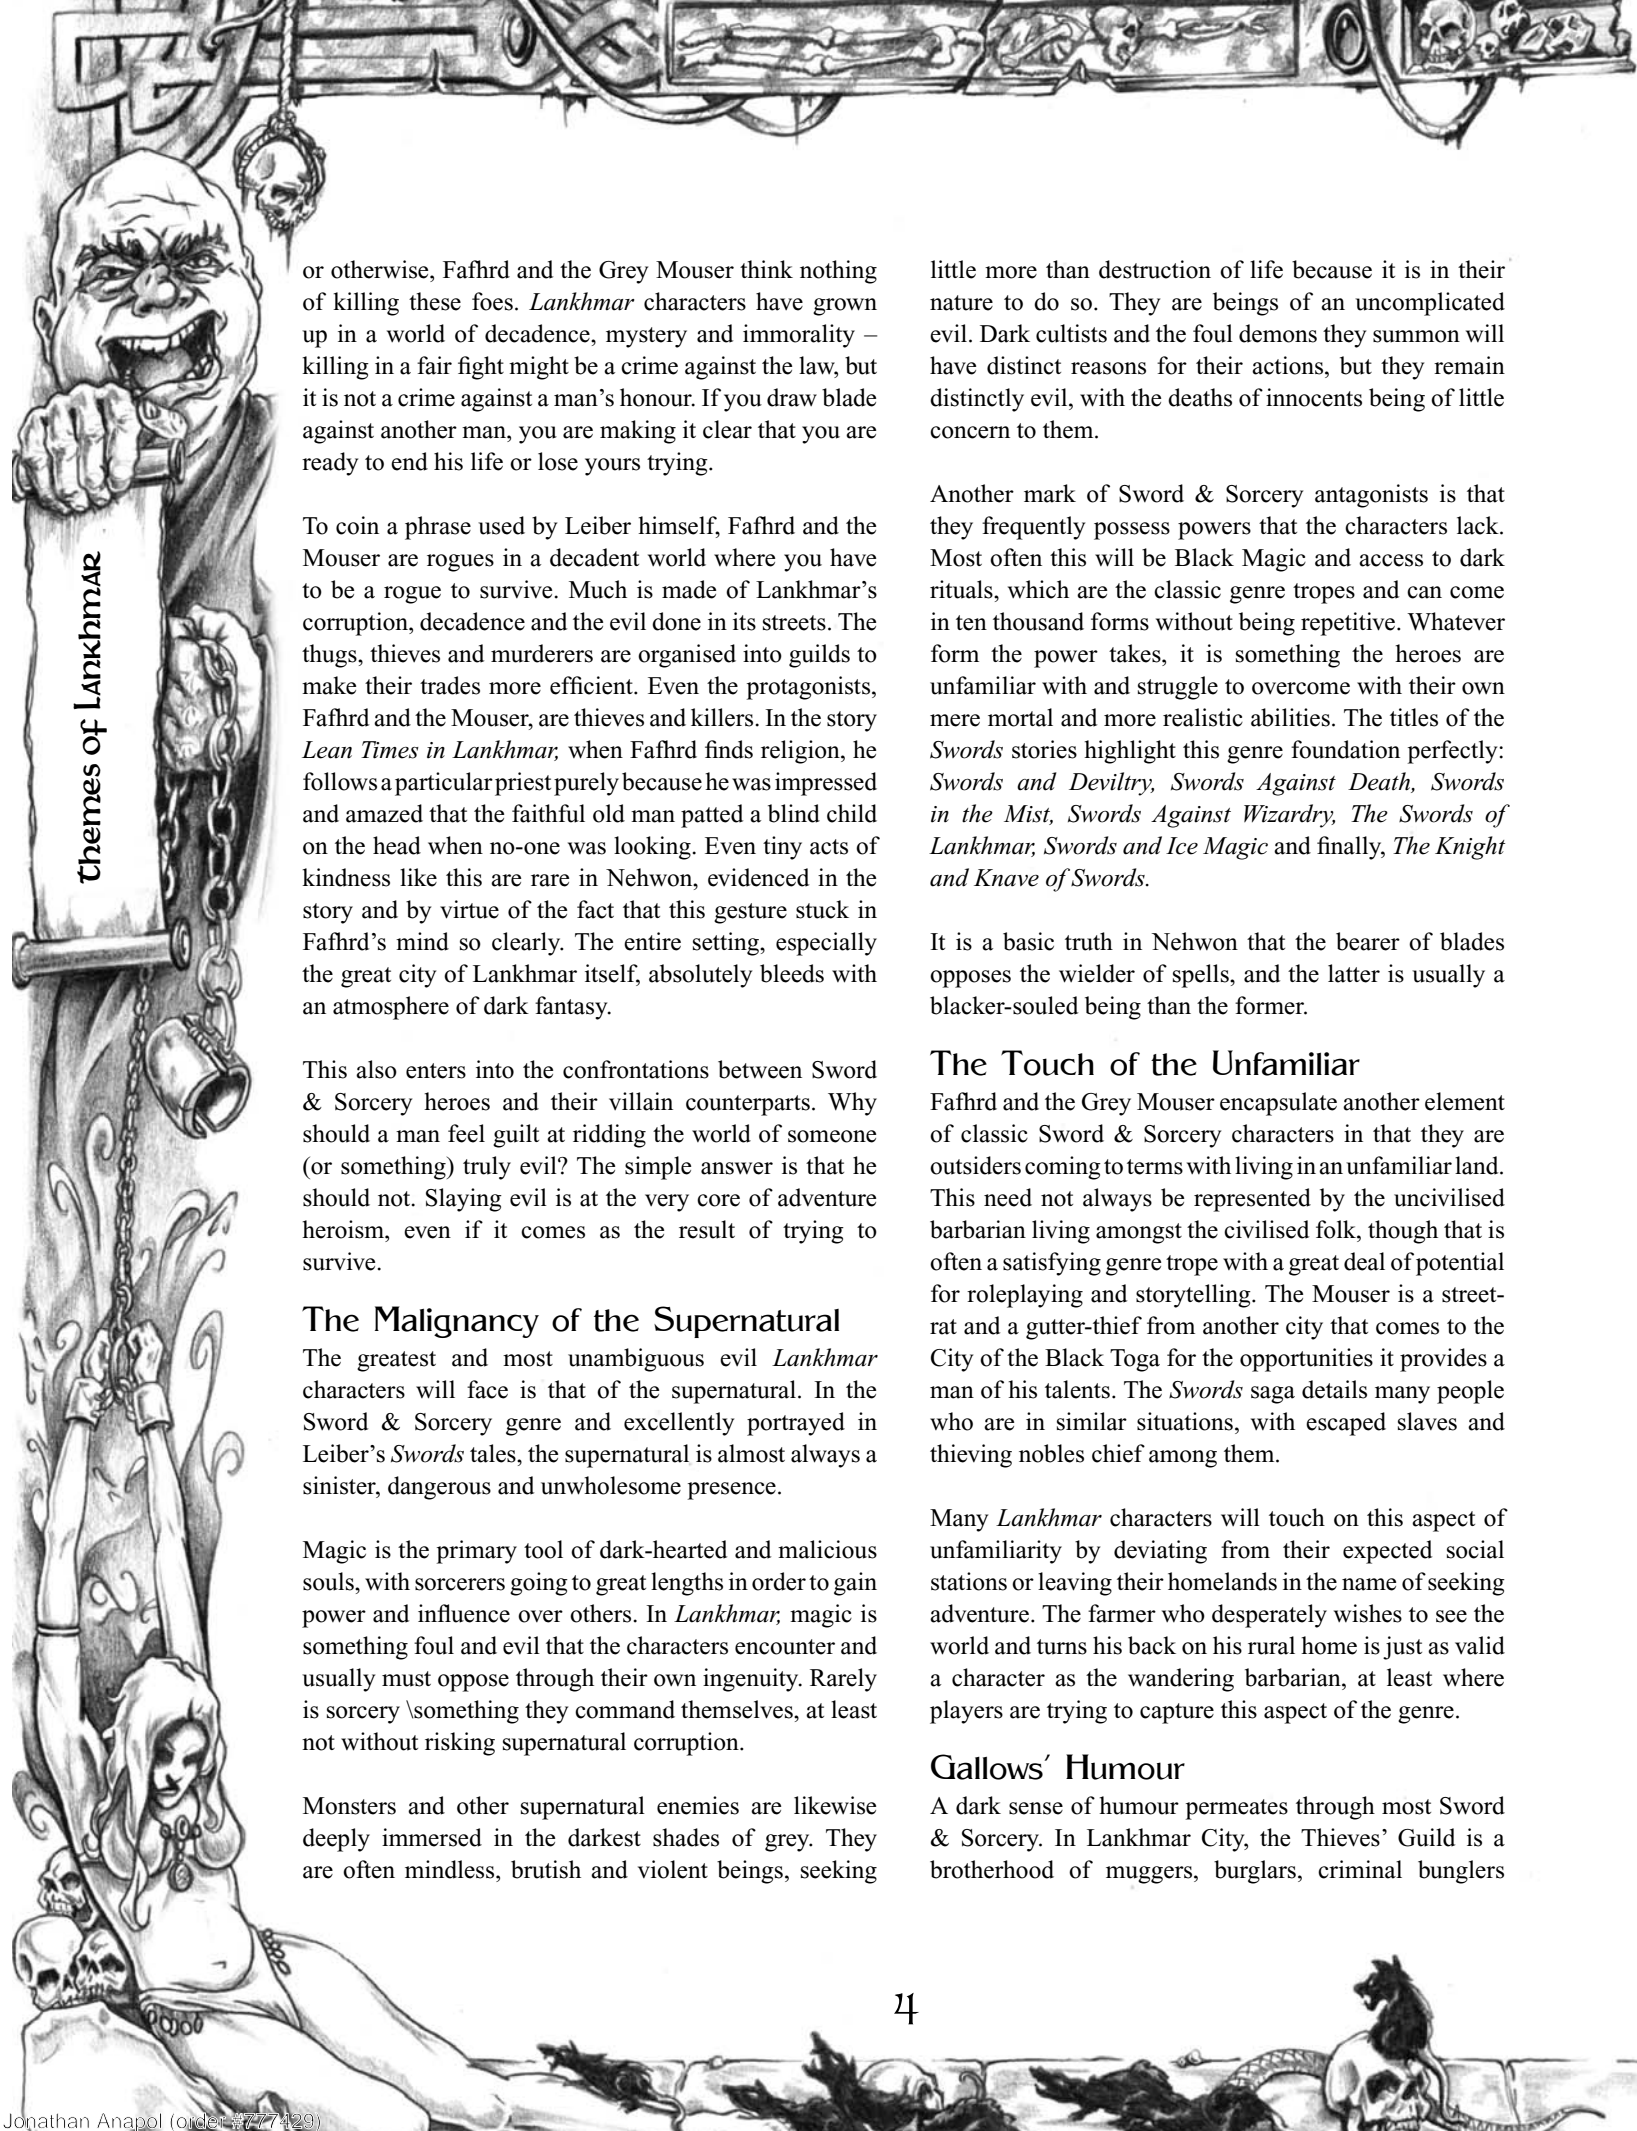 Themes of Lankhmar
or otherwise, Fafhrd and the Grey Mouser think nothing
of killing these foes. Lankhmar characters have grown
up in a world of decadence, mystery and immorality –
killing in a fair fight might be a crime against the law, but
it is not a crime against a man's honour. If you draw blade
against another man, you are making it clear that you are
ready to end his life or lose yours trying.
To coin a phrase used by Leiber himself, Fafhrd and the
Mouser are rogues in a decadent world where you have
to be a rogue to survive. Much is made of Lankhmar's
corruption, decadence and the evil done in its streets. The
thugs, thieves and murderers are organised into guilds to
make their trades more efficient. Even the protagonists,
Fafhrd and the Mouser, are thieves and killers. In the story
Lean Times in Lankhmar, when Fafhrd finds religion, he
follows a particular priest purely because he was impressed
and amazed that the faithful old man patted a blind child
on the head when no-one was looking. Even tiny acts of
kindness like this are rare in Nehwon, evidenced in the
story and by virtue of the fact that this gesture stuck in
Fafhrd's mind so clearly. The entire setting, especially
the great city of Lankhmar itself, absolutely bleeds with
an atmosphere of dark fantasy.
This also enters into the confrontations between Sword
& Sorcery heroes and their villain counterparts. Why
should a man feel guilt at ridding the world of someone
(or something) truly evil? The simple answer is that he
should not. Slaying evil is at the very core of adventure
heroism, even if it comes as the result of trying to
survive.
The Malignancy of the Supernatural
The greatest and most unambiguous evil Lankhmar
characters will face is that of the supernatural. In the
Sword & Sorcery genre and excellently portrayed in
Leiber's Swords tales, the supernatural is almost always a
sinister, dangerous and unwholesome presence.
Magic is the primary tool of dark-hearted and malicious
souls, with sorcerers going to great lengths in order to gain
power and influence over others. In Lankhmar, magic is
something foul and evil that the characters encounter and
usually must oppose through their own ingenuity. Rarely
is sorcery \something they command themselves, at least
not without risking supernatural corruption.
Monsters and other supernatural enemies are likewise
deeply immersed in the darkest shades of grey. They
are often mindless, brutish and violent beings, seeking
little more than destruction of life because it is in their
nature to do so. They are beings of an uncomplicated
evil. Dark cultists and the foul demons they summon will
have distinct reasons for their actions, but they remain
distinctly evil, with the deaths of innocents being of little
concern to them.
Another mark of Sword & Sorcery antagonists is that
they frequently possess powers that the characters lack.
Most often this will be Black Magic and access to dark
rituals, which are the classic genre tropes and can come
in ten thousand forms without being repetitive. Whatever
form the power takes, it is something the heroes are
unfamiliar with and struggle to overcome with their own
mere mortal and more realistic abilities. The titles of the
Swords stories highlight this genre foundation perfectly:
Swords and Deviltry, Swords Against Death, Swords
in the Mist, Swords Against Wizardry, The Swords of
Lankhmar, Swords and Ice Magic and finally, The Knight
and Knave of Swords.
It is a basic truth in Nehwon that the bearer of blades
opposes the wielder of spells, and the latter is usually a
blacker-souled being than the former.
The Touch of the Unfamiliar
Fafhrd and the Grey Mouser encapsulate another element
of classic Sword & Sorcery characters in that they are
outsiders coming to terms with living in an unfamiliar land.
This need not always be represented by the uncivilised
barbarian living amongst the civilised folk, though that is
often a satisfying genre trope with a great deal of potential
for roleplaying and storytelling. The Mouser is a street-
rat and a gutter-thief from another city that comes to the
City of the Black Toga for the opportunities it provides a
man of his talents. The Swords saga details many people
who are in similar situations, with escaped slaves and
thieving nobles chief among them.
Many Lankhmar characters will touch on this aspect of
unfamiliarity by deviating from their expected social
stations or leaving their homelands in the name of seeking
adventure. The farmer who desperately wishes to see the
world and turns his back on his rural home is just as valid
a character as the wandering barbarian, at least where
players are trying to capture this aspect of the genre.
Gallows' Humour
A dark sense of humour permeates through most Sword
& Sorcery. In Lankhmar City, the Thieves' Guild is a
brotherhood of muggers, burglars, criminal bunglers
4
Jonathan Anapol (order #777429)